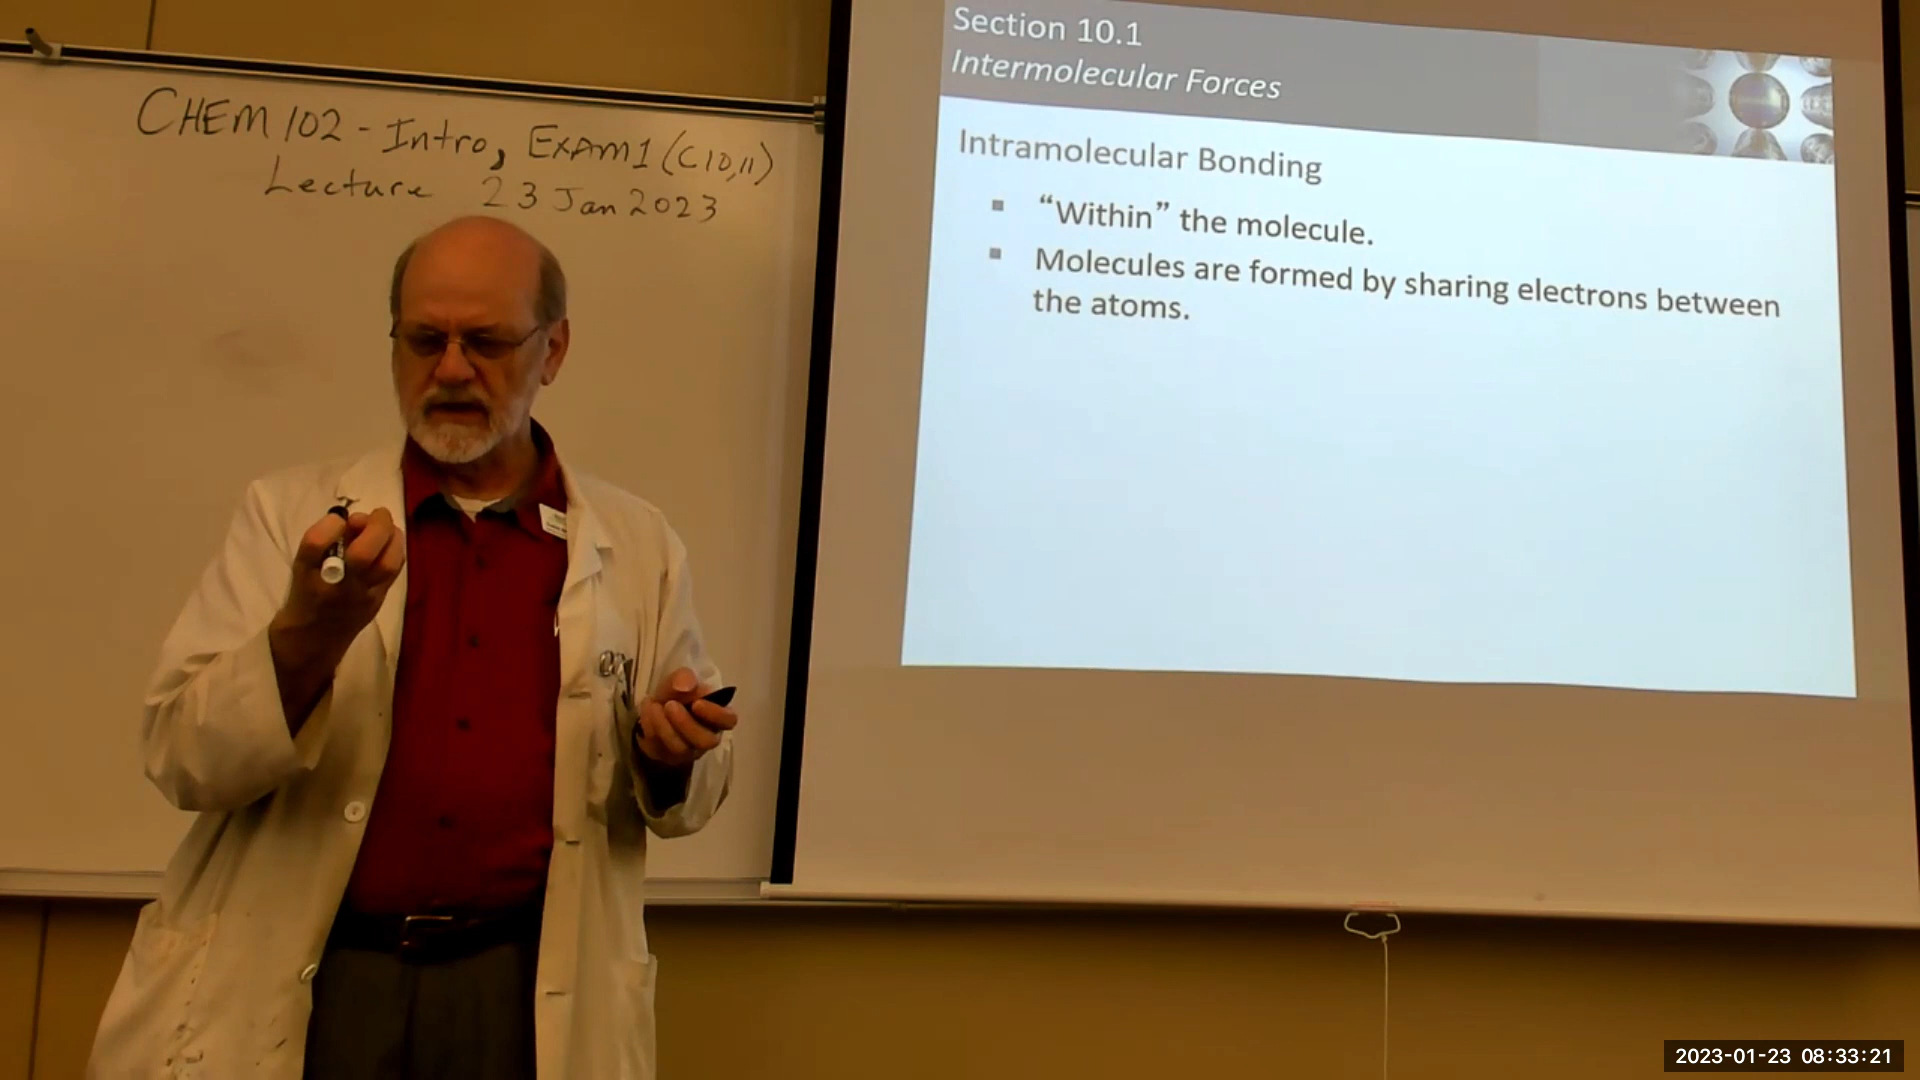 CHEM 102 - Intro, EXAM 1 (C10,11)
Lecture 23 Jan 2023
Section 10.1
Intermolecular Forces
Intramolecular Bonding
▪ “Within” the molecule.
▪ Molecules are formed by sharing electrons between
the atoms.
2023-01-23 08:33:21